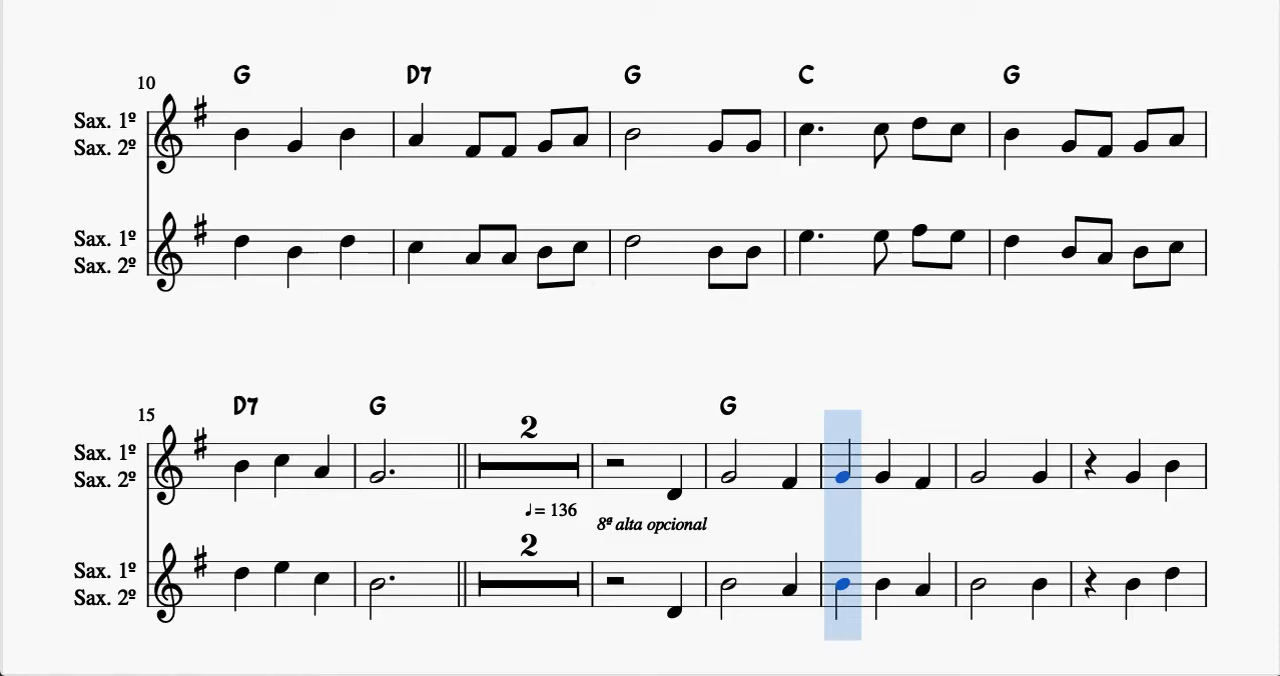 G D7 G C G
10
Sax. 1º
Sax. 2º
Sax. 1º
Sax. 2º
D7 G G
15
2
Sax. 1º
Sax. 2º
♩= 136
8ª alta opcional
2
Sax. 1º
Sax. 2º